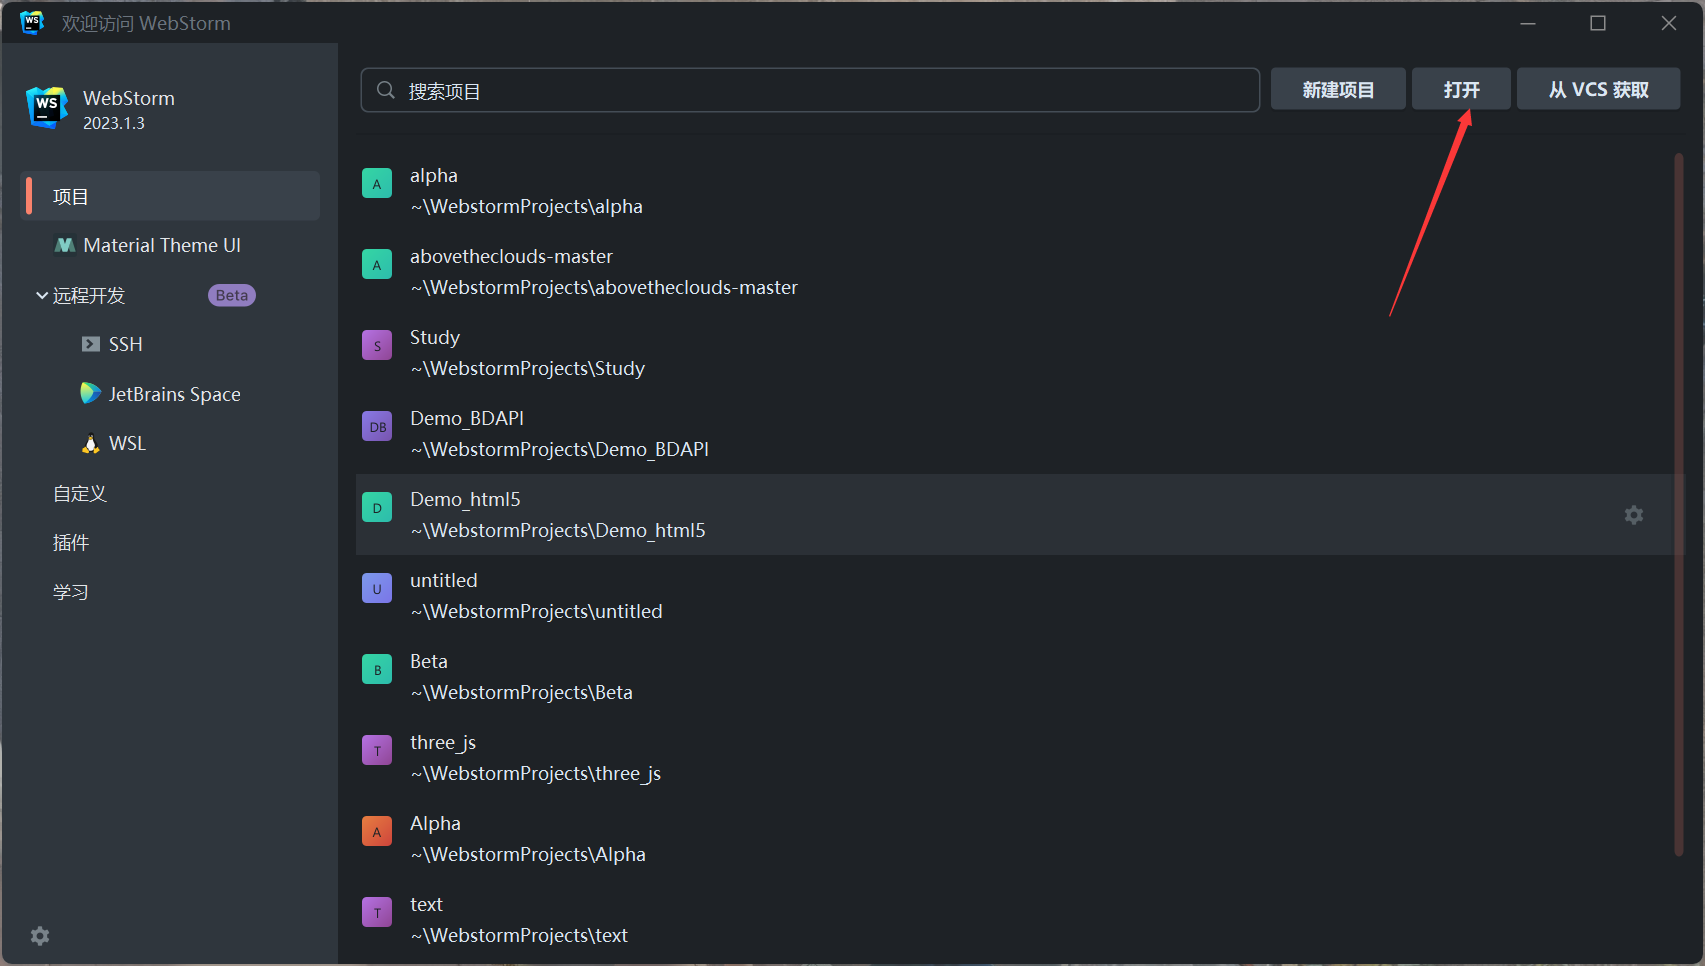 WS 欢迎访问 WebStorm
WS
WebStorm
2023.1.3
项目
Material Theme UI
远程开发 Beta
SSH
JetBrains Space
WSL
自定义
插件
学习
搜索项目
新建项目
打开
从 VCS 获取
A
alpha
~\WebstormProjects\alpha
A
abovetheclouds-master
~\WebstormProjects\abovetheclouds-master
S
Study
~\WebstormProjects\Study
DB
Demo_BDAPI
~\WebstormProjects\Demo_BDAPI
D
Demo_html5
~\WebstormProjects\Demo_html5
U
untitled
~\WebstormProjects\untitled
B
Beta
~\WebstormProjects\Beta
T
three_js
~\WebstormProjects\three_js
A
Alpha
~\WebstormProjects\Alpha
T
text
~\WebstormProjects\text